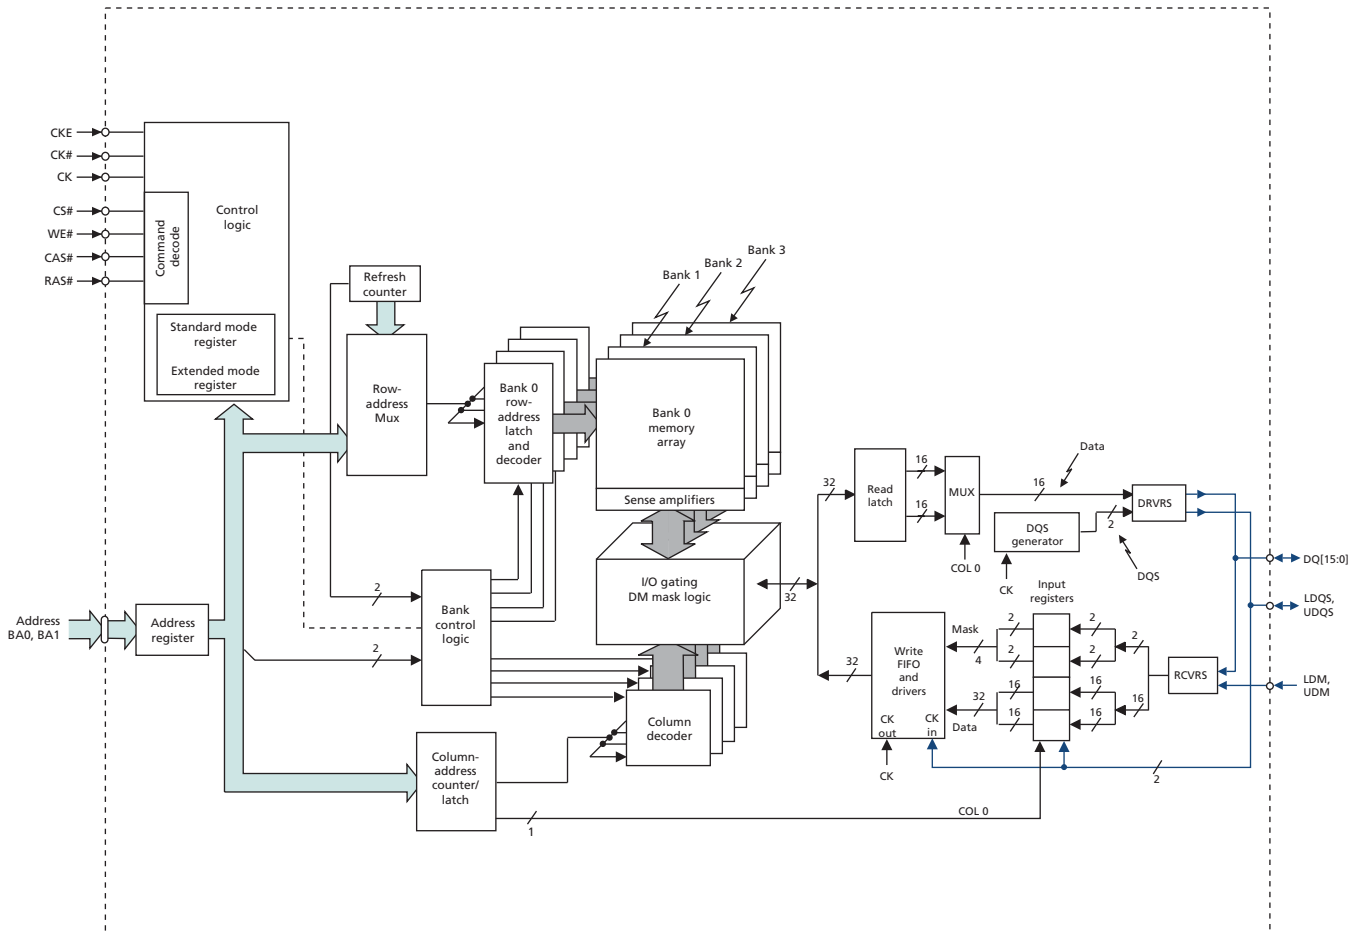 CKE
CK#
CK
CS#
WE#
CAS#
RAS#
Command
decode
Control
logic
Standard mode
register
Extended mode
register
Refresh
counter
Row-
address
Mux
Bank 0
row-
address
latch
and
decoder
Bank 1
Bank 2
Bank 3
Bank 0
memory
array
Sense amplifiers
I/O gating
DM mask logic
2
Bank
control
logic
2
Address
BA0, BA1
Address
register
Column-
address
counter/
latch
1
Column
decoder
COL 0
32
32
Read
latch
16
16
MUX
COL 0
16
Data
DQS
generator
CK
2
DQS
DRVRS
DQ[15:0]
LDQS,
UDQS
LDM,
UDM
RCVRS
Input
registers
2
2
2
2
2
16
16
16
16
16
Mask
4
32
Data
Write
FIFO
and
drivers
CK
out
CK
in
CK
32
2